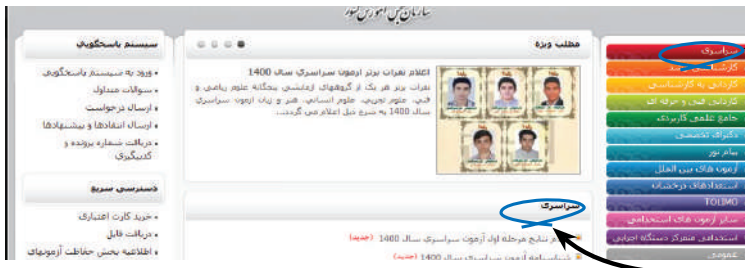 سازمان سنجش آموزش کشور
سراسری
کارشناسی ارشد
کاردانی به کارشناسی
کاردانی فنی و حرفه ای
جامع علمی کاربردی
دکترای تخصصی
پیام نور
آزمون های بین الملل
استعدادهای درخشان
TOLIMO
سایر آزمون های استخدامی
استخدامی متمرکز دستگاه اجرایی
عمومی
مطلب ویژه
اعلام نفرات برتر آزمون سراسری سال 1400
نفرات برتر هر یک از گروههای آزمایشی پنجگانه علوم ریاضی و
فنی، علوم تجربی، علوم انسانی، هنر و زبان آزمون سراسری
سال 1400 به شرح ذیل اعلام می گردد...
سراسری
نتایج مرحله اول آزمون سراسری سال 1400 (جدید)
شناسنامه آزمون سراسری سال 1400 (جدید)
سیستم پاسخگویی
• ورود به سیستم پاسخگویی
• سوالات متداول
• ارسال درخواست
• ارسال انتقادها و پیشنهادها
• دریافت شماره پرونده و
کدپیگیری
دسترسی سریع
• خرید کارت اعتباری
• دریافت فایل
• اطلاعیه بخش حفاظت آزمونهای